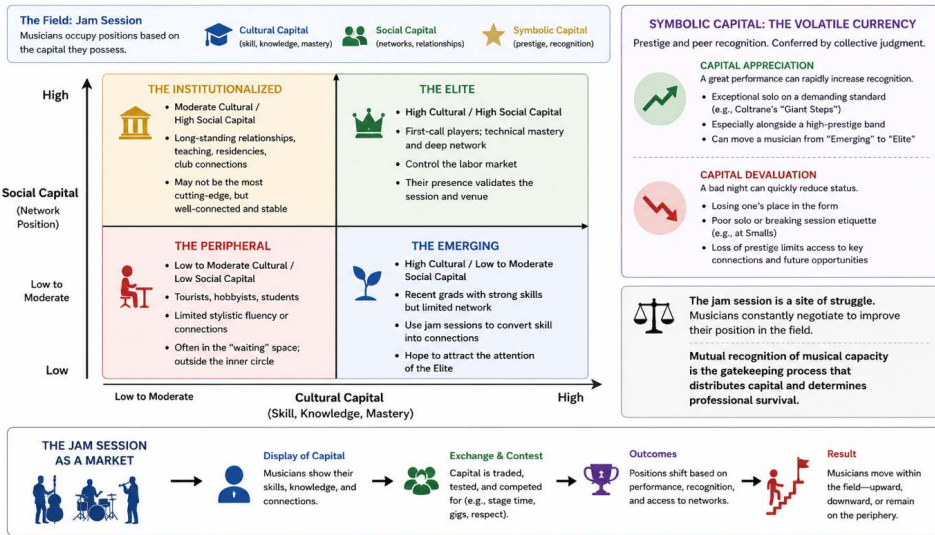 The Field: Jam Session
Musicians occupy positions based on
the capital they possess.
Cultural Capital
(skill, knowledge, mastery)
Social Capital
(networks, relationships)
Symbolic Capital
(prestige, recognition)
High
Social Capital
(Network
Position)
Low to
Moderate
Low
THE INSTITUTIONALIZED
• Moderate Cultural /
High Social Capital
• Long-standing relationships,
teaching, residencies,
club connections
• May not be the most
cutting-edge, but
well-connected and stable
THE ELITE
• High Cultural / High Social Capital
• First-call players; technical mastery
and deep network
• Control the labor market
• Their presence validates the
session and venue
THE PERIPHERAL
• Low to Moderate Cultural /
Low Social Capital
• Tourists, hobbyists, students
• Limited stylistic fluency or
connections
• Often in the “waiting” space;
outside the inner circle
THE EMERGING
• High Cultural / Low to Moderate
Social Capital
• Recent grads with strong skills
but limited network
• Use jam sessions to convert skill
into connections
• Hope to attract the attention
of the Elite
Low to Moderate
Cultural Capital
(Skill, Knowledge, Mastery)
High
SYMBOLIC CAPITAL: THE VOLATILE CURRENCY
Prestige and peer recognition. Conferred by collective judgment.
CAPITAL APPRECIATION
A great performance can rapidly increase recognition.
• Exceptional solo on a demanding standard
(e.g., Coltrane’s “Giant Steps”)
• Especially alongside a high-prestige band
• Can move a musician from “Emerging” to “Elite”
CAPITAL DEVALUATION
A bad night can quickly reduce status.
• Losing one’s place in the form
• Poor solo or breaking session etiquette
(e.g., at Smalls)
• Loss of prestige limits access to key
connections and future opportunities
The jam session is a site of struggle.
Musicians constantly negotiate to improve
their position in the field.
Mutual recognition of musical capacity
is the gatekeeping process that
distributes capital and determines
professional survival.
THE JAM SESSION
AS A MARKET
Display of Capital
Musicians show their
skills, knowledge, and
connections.
Exchange & Contest
Capital is traded,
tested, and competed
for (e.g., stage time,
gigs, respect).
Outcomes
Positions shift based on
performance, recognition,
and access to networks.
Result
Musicians move within
the field—upward,
downward, or remain
on the periphery.